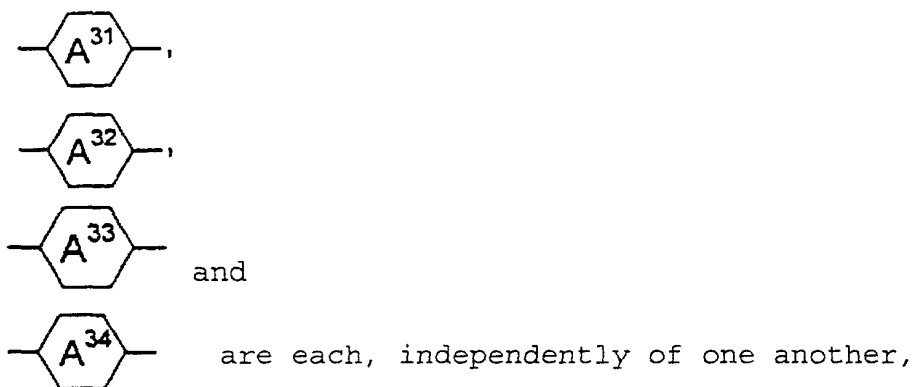 A³¹ ,
A³² ,
A³³ and
A³⁴ are each, independently of one another,